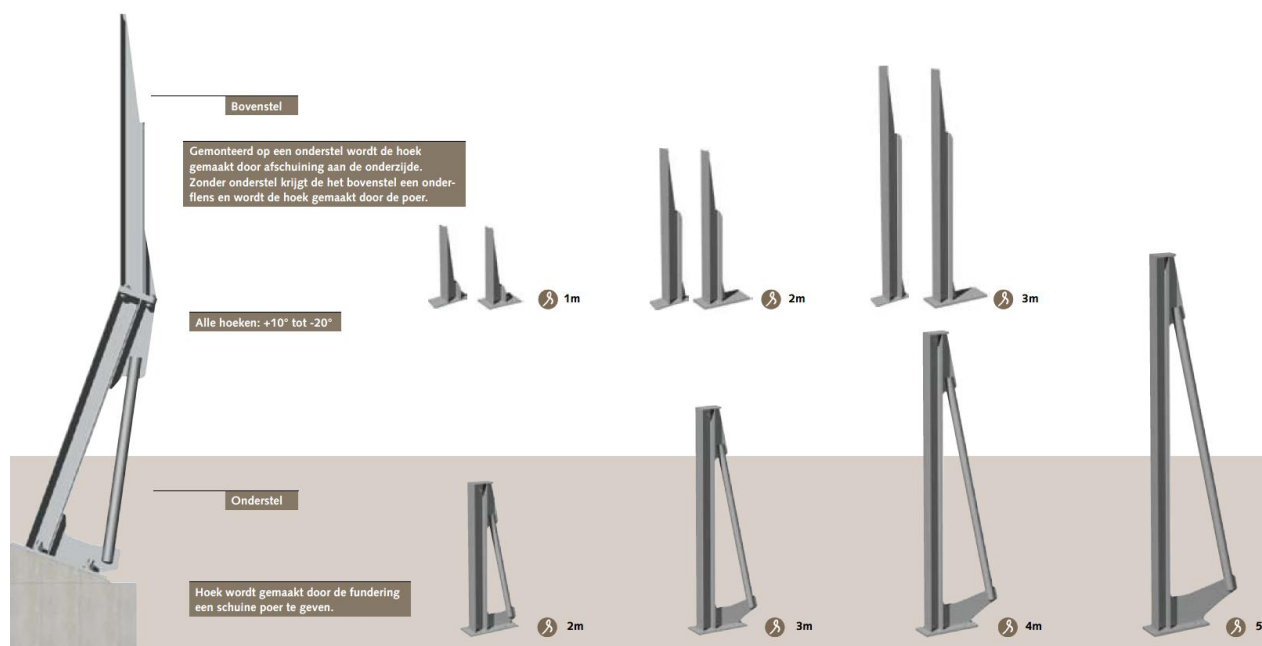 Bovenstel
Gemonteerd op een onderstel wordt de hoek
gemaakt door afschuining aan de onderzijde.
Zonder onderstel krijgt de het bovenstel een onder-
flens en wordt de hoek gemaakt door de poer.
1m
2m
3m
Alle hoeken: +10° tot -20°
Onderstel
Hoek wordt gemaakt door de fundering
een schuine poer te geven.
2m
3m
4m
5